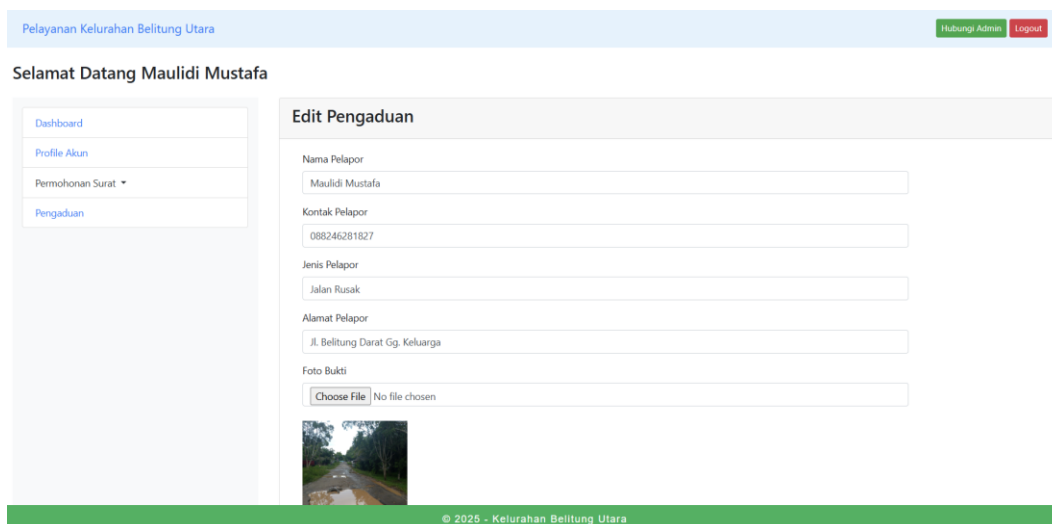 Pelayanan Kelurahan Belitung Utara
Hubungi Admin
Logout
Selamat Datang Maulidi Mustafa
Dashboard
Profile Akun
Permohonan Surat
Pengaduan
Edit Pengaduan
Nama Pelapor
Maulidi Mustafa
Kontak Pelapor
088246281827
Jenis Pelapor
Jalan Rusak
Alamat Pelapor
Jl. Belitung Darat Gg. Keluarga
Foto Bukti
Choose File No file chosen
© 2025 - Kelurahan Belitung Utara